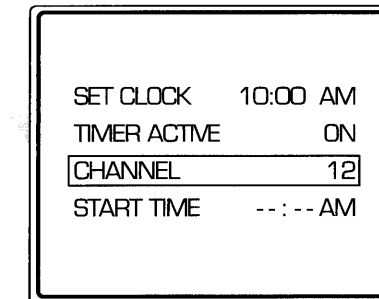 SET CLOCK 10:00 AM
TIMER ACTIVE ON
CHANNEL 12
START TIME --:-- AM